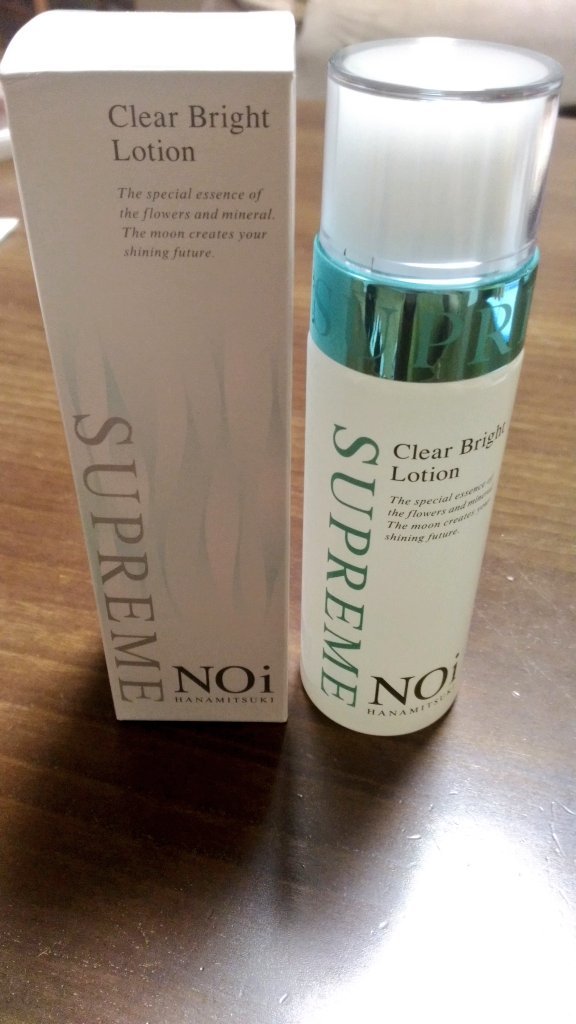 Clear Bright
Lotion
The special essence of
the flowers and mineral.
The moon creates your
shining future.
SUPREME
NOi
HANAMITSUKI
SUPR
Clear Bright
Lotion
The special essence of
the flowers and mineral
The moon creates your
shining future.
SUPREME
NOi
HANAMITSUKI